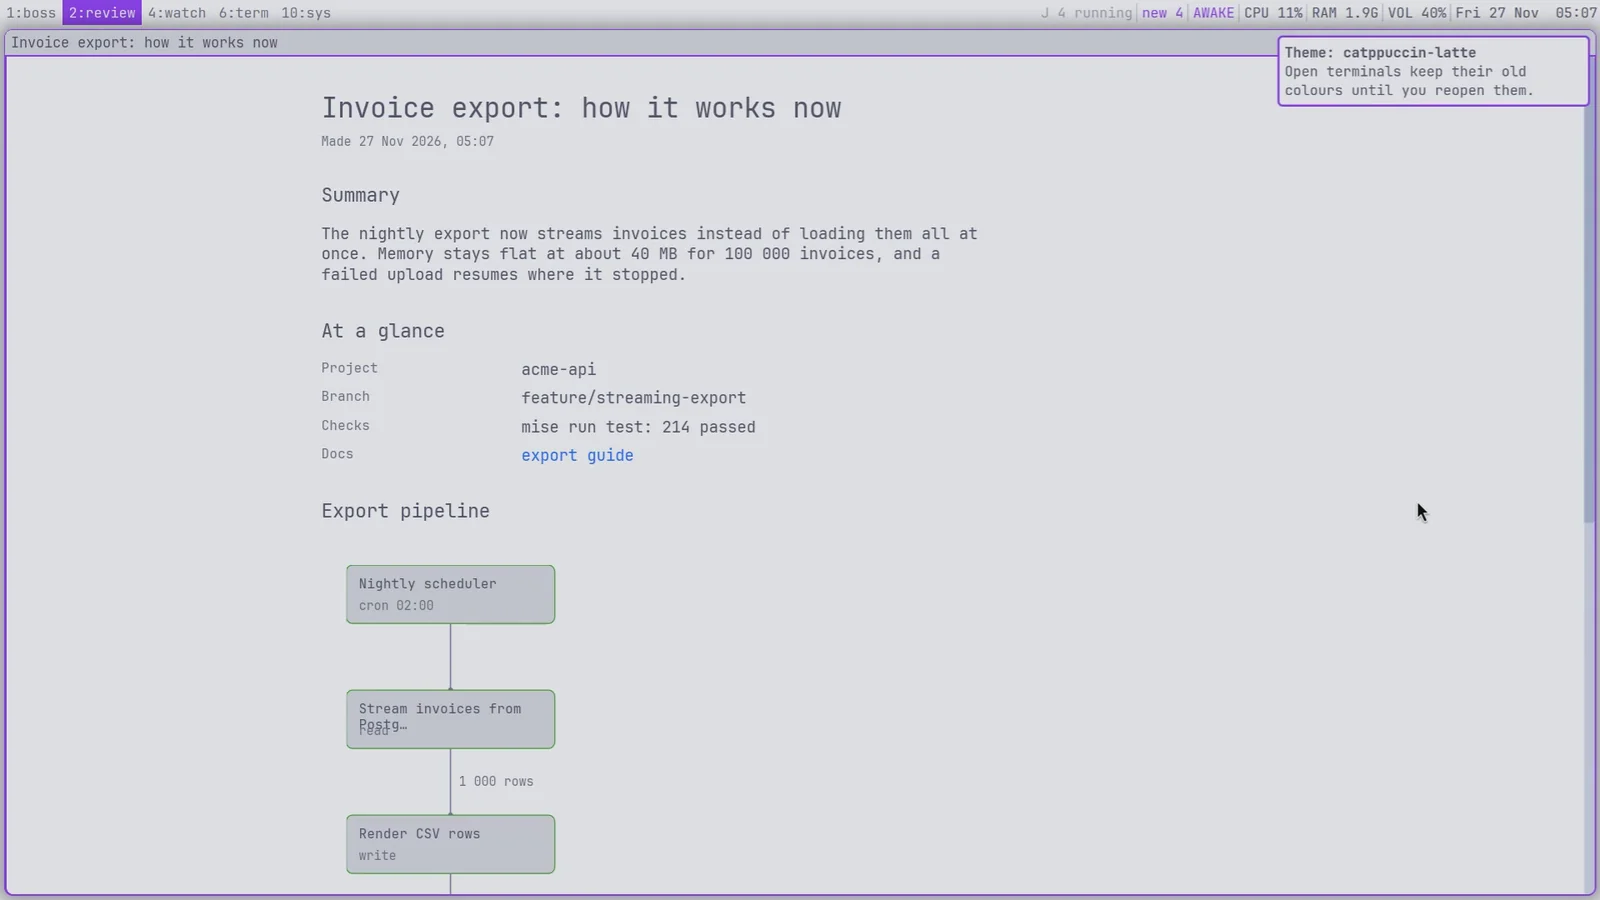 1:boss 2:review 4:watch 6:term 10:sys
J 4 running new 4 AWAKE CPU 11% RAM 1.9G VOL 40% Fri 27 Nov 05:07
Invoice export: how it works now
Theme: catppuccin-latte
Open terminals keep their old
colours until you reopen them.
Invoice export: how it works now
Made 27 Nov 2026, 05:07
Summary
The nightly export now streams invoices instead of loading them all at
once. Memory stays flat at about 40 MB for 100 000 invoices, and a
failed upload resumes where it stopped.
At a glance
Project acme-api
Branch feature/streaming-export
Checks mise run test: 214 passed
Docs export guide
Export pipeline
Nightly scheduler
cron 02:00
Stream invoices from
Postg…
read
1 000 rows
Render CSV rows
write